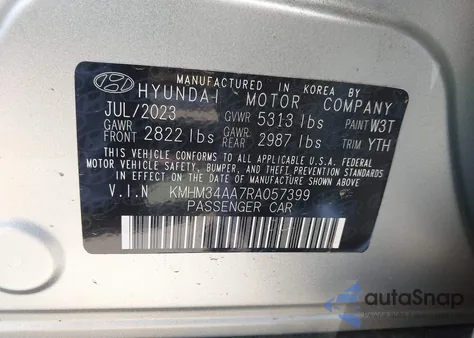 MANUFACTURED IN KOREA BY
HYUNDAI MOTOR COMPANY
JUL/2023 GVWR 5313 lbs PAINT W3T
GAWR FRONT 2822 lbs GAWR REAR 2987 lbs TRIM YTH
THIS VEHICLE CONFORMS TO ALL APPLICABLE U.S.A. FEDERAL
MOTOR VEHICLE SAFETY, BUMPER, AND THEFT PREVENTION
STANDARDS IN EFFECT ON THE DATE OF MANUFACTURE SHOWN ABOVE.
V.I.N KMHM34AA7RA057399
PASSENGER CAR
autoSnap